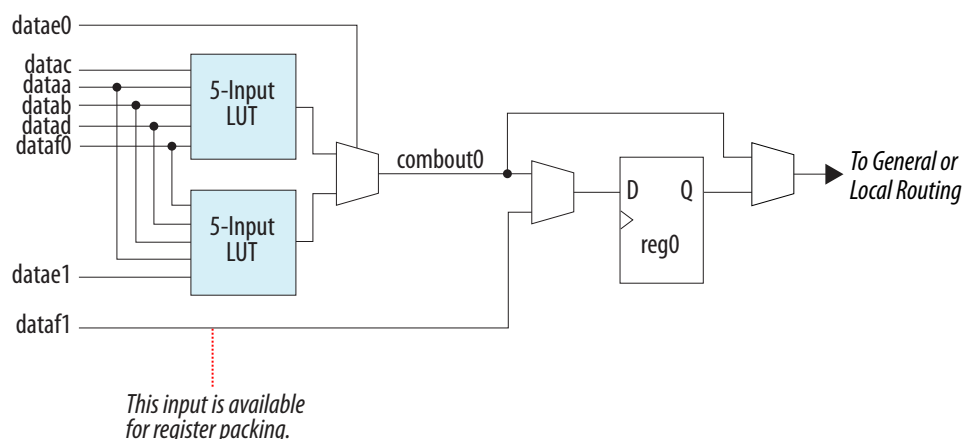 datae0
datac
dataa
datab
datad
dataf0
5-Input
LUT
5-Input
LUT
datae1
dataf1
combout0
D Q
reg0
To General or
Local Routing
This input is available
for register packing.